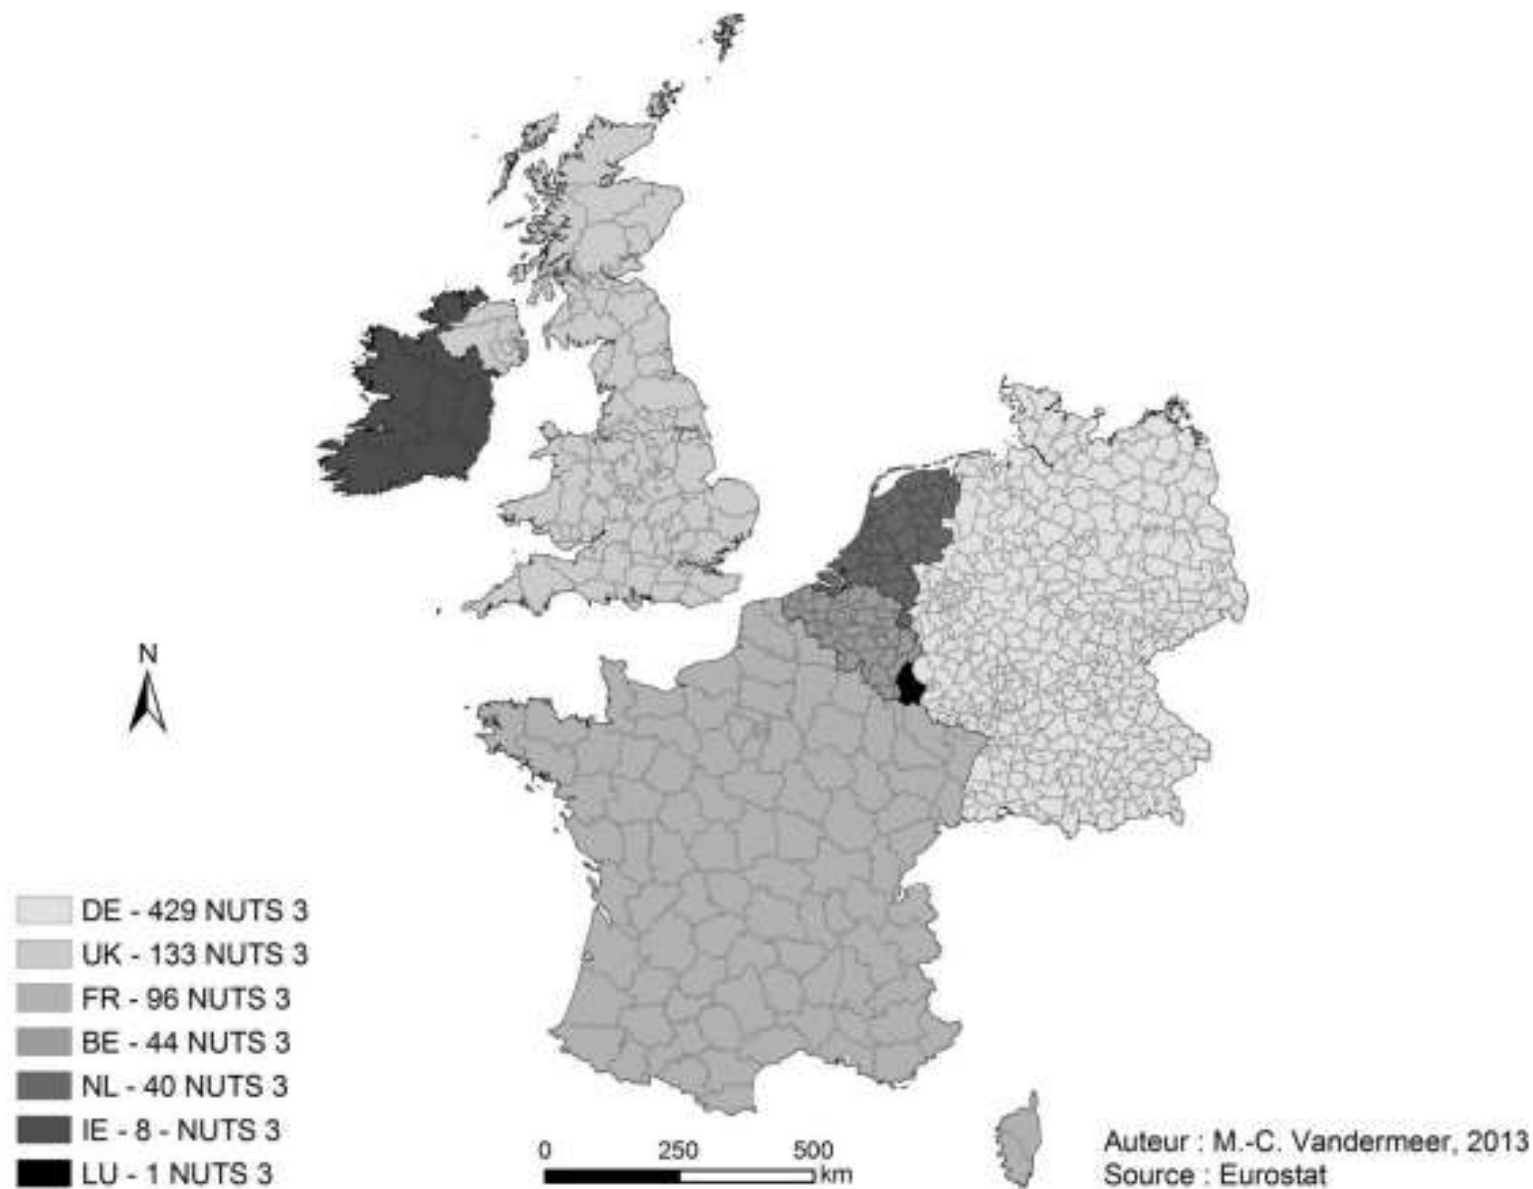 N
DE - 429 NUTS 3
UK - 133 NUTS 3
FR - 96 NUTS 3
BE - 44 NUTS 3
NL - 40 NUTS 3
IE - 8 - NUTS 3
LU - 1 NUTS 3
0 250 500
km
Auteur : M.-C. Vandermeer, 2013
Source : Eurostat